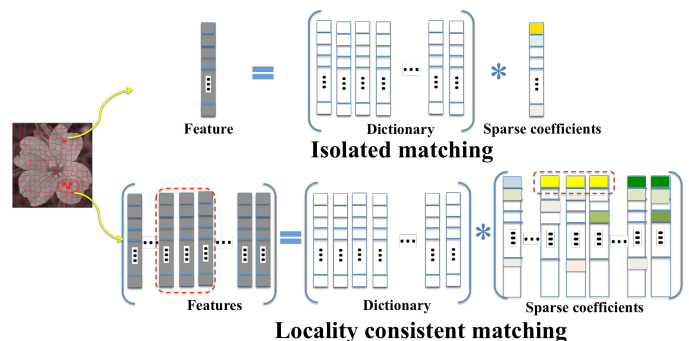 Feature
Dictionary
Sparse coefficients
Isolated matching
Features
Dictionary
Sparse coefficients
Locality consistent matching